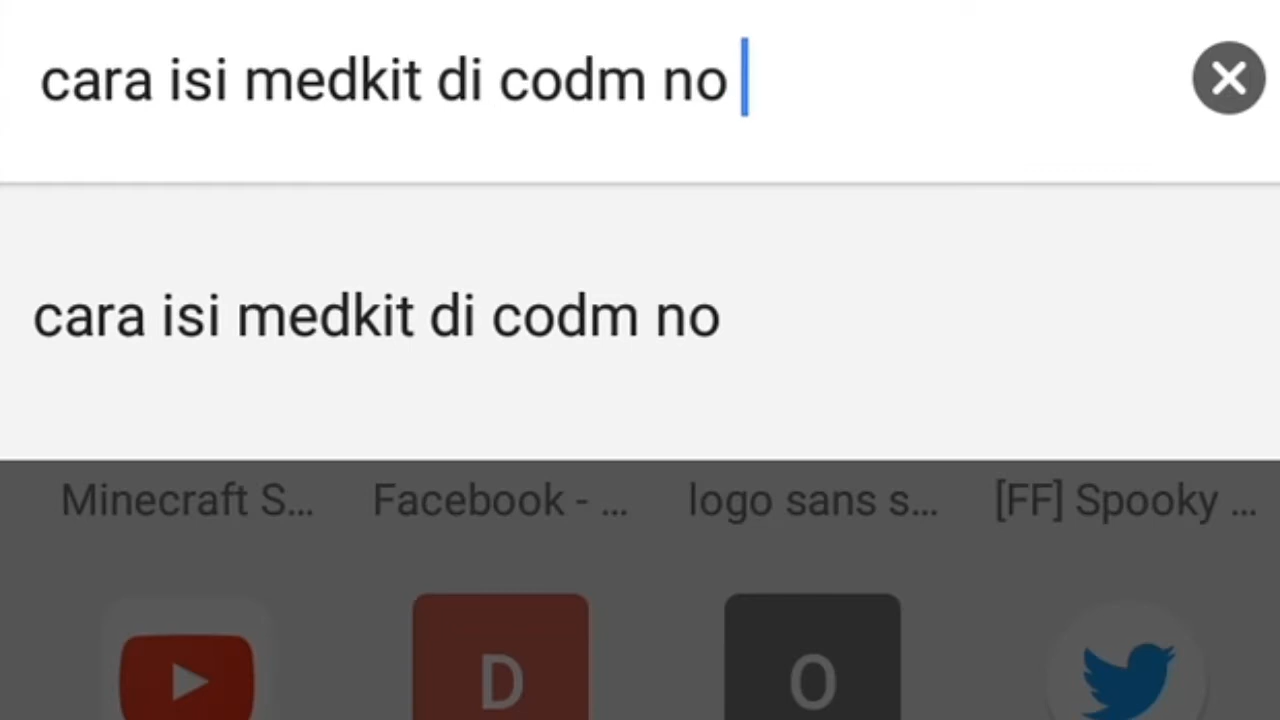 cara isi medkit di codm no
cara isi medkit di codm no
Minecraft S... Facebook - ... logo sans s... [FF] Spooky ...
D O